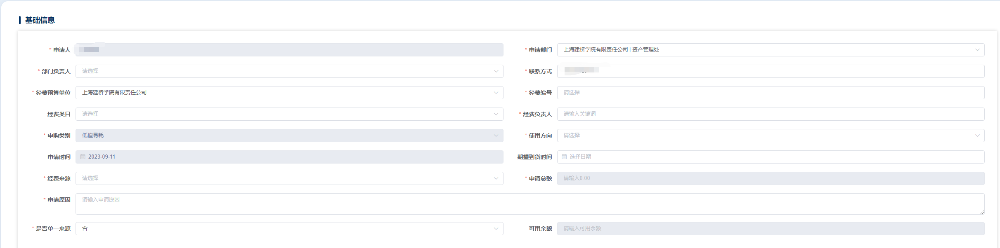 基础信息
* 申请人
* 申请部门 上海建桥学院有限责任公司 | 资产管理处
* 部门负责人 请选择
* 联系方式
* 经费预算单位 上海建桥学院有限责任公司
* 经费编号 请选择
经费类目 请选择
* 经费负责人 请输入关键词
* 申购类别 低值易耗
* 使用方向 请选择
申请时间 2023-09-11
期望到货时间 选择日期
* 经费来源 请选择
* 申请总额 请输入0.00
* 申请原因 请输入申请原因
* 是否单一来源 否
可用余额 请输入可用余额